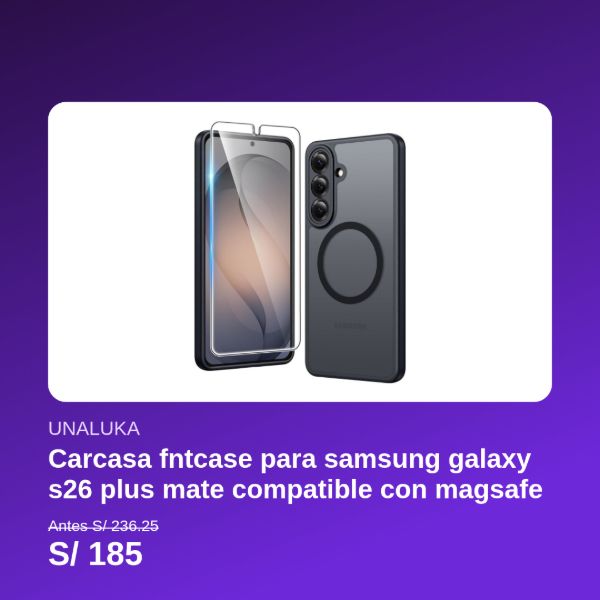 UNALUKA
Carcasa fntcase para samsung galaxy
s26 plus mate compatible con magsafe
Antes S/ 236.25
S/ 185